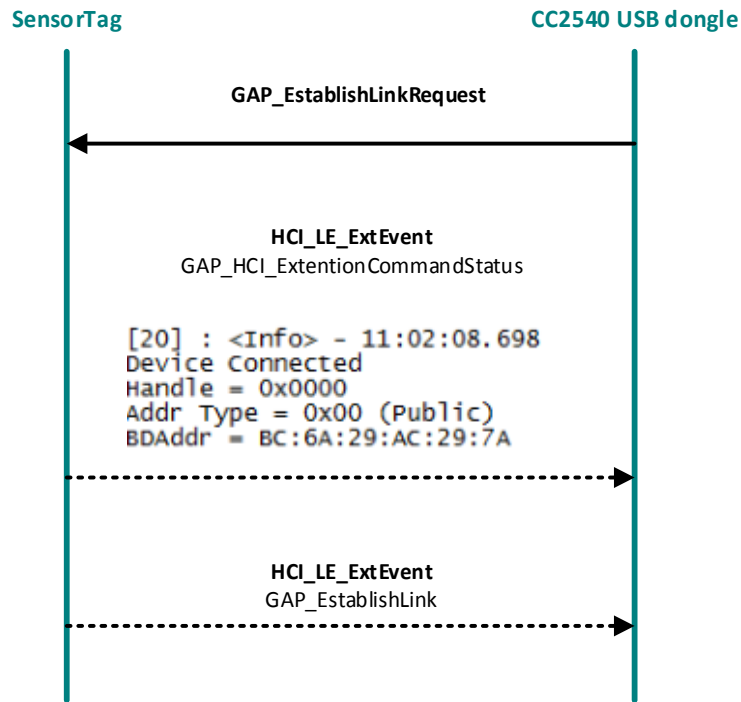 SensorTag
CC2540 USB dongle
GAP_EstablishLinkRequest
HCI_LE_ExtEvent
GAP_HCI_ExtentionCommandStatus
[20] : <Info> - 11:02:08.698
Device Connected
Handle = 0x0000
Addr Type = 0x00 (Public)
BDAddr = BC:6A:29:AC:29:7A
HCI_LE_ExtEvent
GAP_EstablishLink